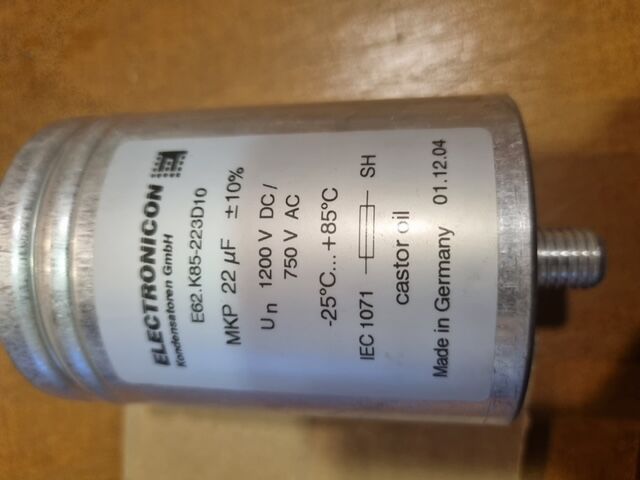 ELECTRONICON
Kondensatoren GmbH
E62.K85-223D10
MKP 22 µF ±10%
Un 1200 V DC /
750 V AC
-25°C... +85°C
IEC 1071 SH
castor oil
Made in Germany 01.12.04